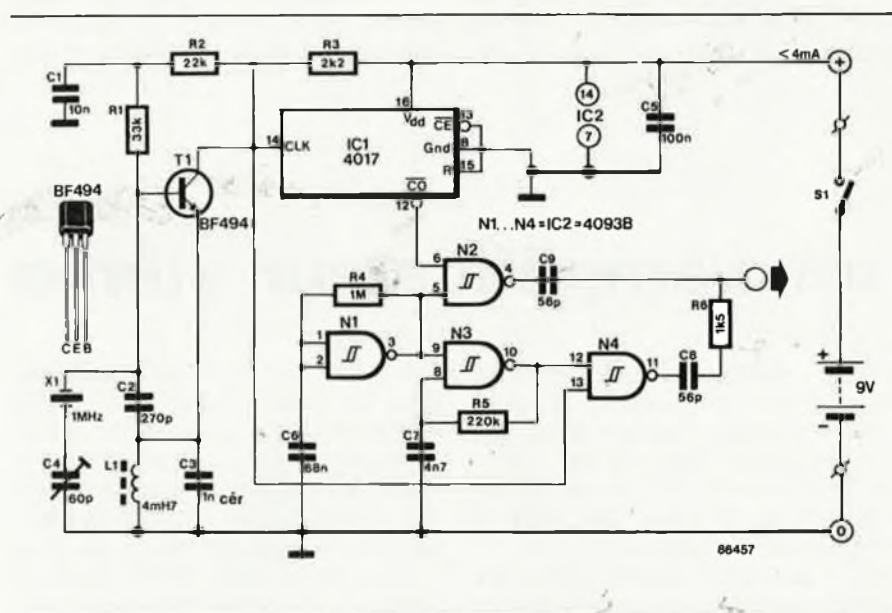 R2
22k
R3
2k2
<4mA
+
C1
10n
R1
33k
16
Vdd
CE
13
IC1
4017
14
CLK
Gnd
8
R
15
CO
12
14
IC2
7
C5
100n
S1
T1
BF494
BF494
C E B
N1...N4=IC2=4093B
N2
6
5
4
C9
56p
R4
1M
N1
1
2
3
N3
9
8
10
R5
220k
N4
12
13
11
C8
56p
R6
1k5
+
9V
–
X1
1MHz
C2
270p
C4
60p
L1
4mH7
C3
1n cér
C6
68n
C7
4n7
86457
0